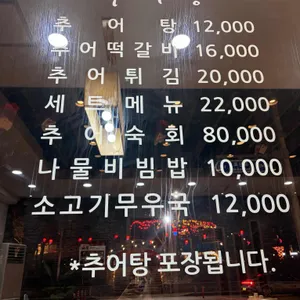 추어탕 12,000
추어떡갈비 16,000
추어튀김 20,000
세트메뉴 22,000
추어숙회 80,000
나물비빔밥 10,000
소고기무우국 12,000
*추어탕 포장됩니다.